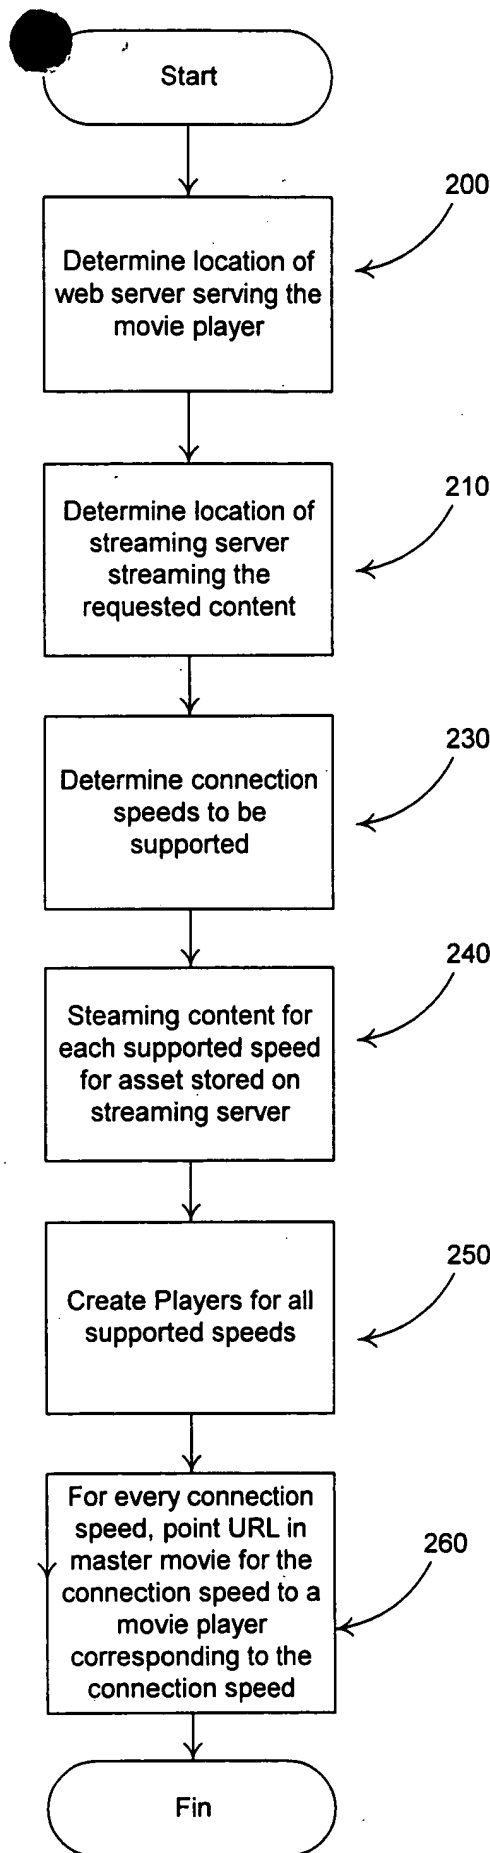 Start
200
Determine location of
web server serving the
movie player
210
Determine location of
streaming server
streaming the
requested content
230
Determine connection
speeds to be
supported
240
Steaming content for
each supported speed
for asset stored on
streaming server
250
Create Players for all
supported speeds
260
For every connection
speed, point URL in
master movie for the
connection speed to a
movie player
corresponding to the
connection speed
Fin